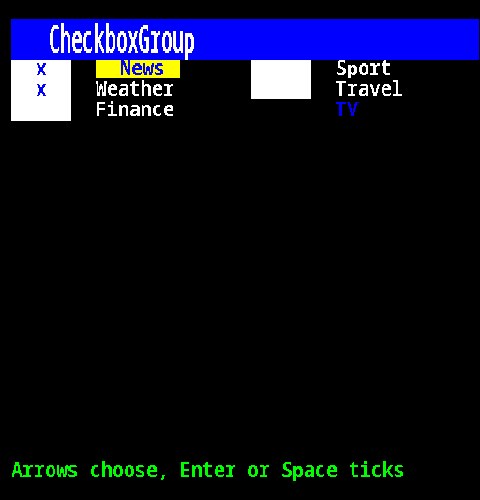 CheckboxGroup
x News Sport
x Weather Travel
Finance TV
Arrows choose, Enter or Space ticks